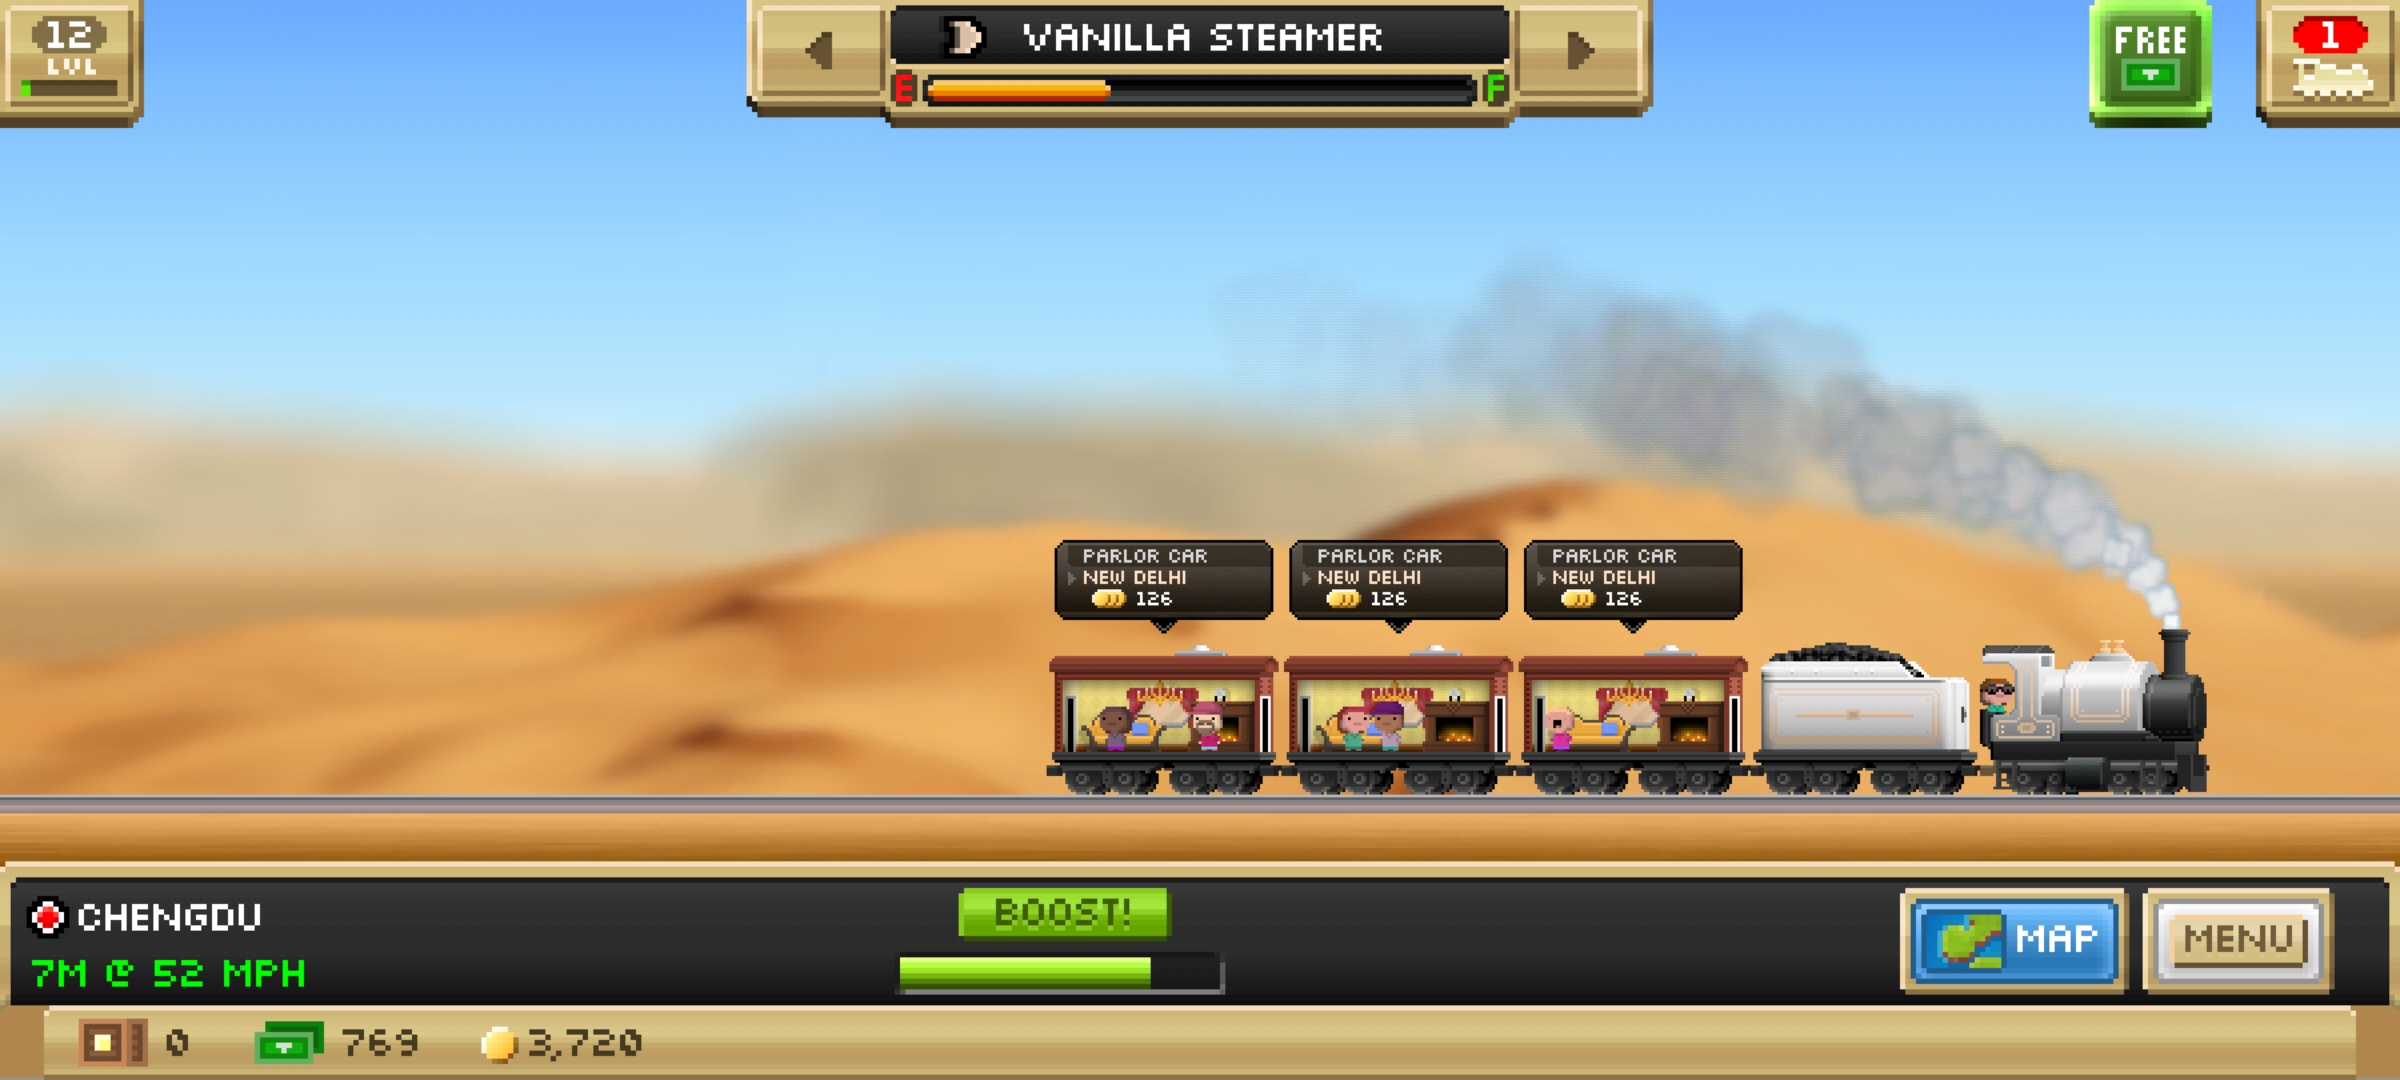 12
LVL
VANILLA STEAMER
E
F
FREE
1
PARLOR CAR
NEW DELHI
126
PARLOR CAR
NEW DELHI
126
PARLOR CAR
NEW DELHI
126
CHENGDU
7M @ 52 MPH
BOOST!
MAP
MENU
0
769
3,720